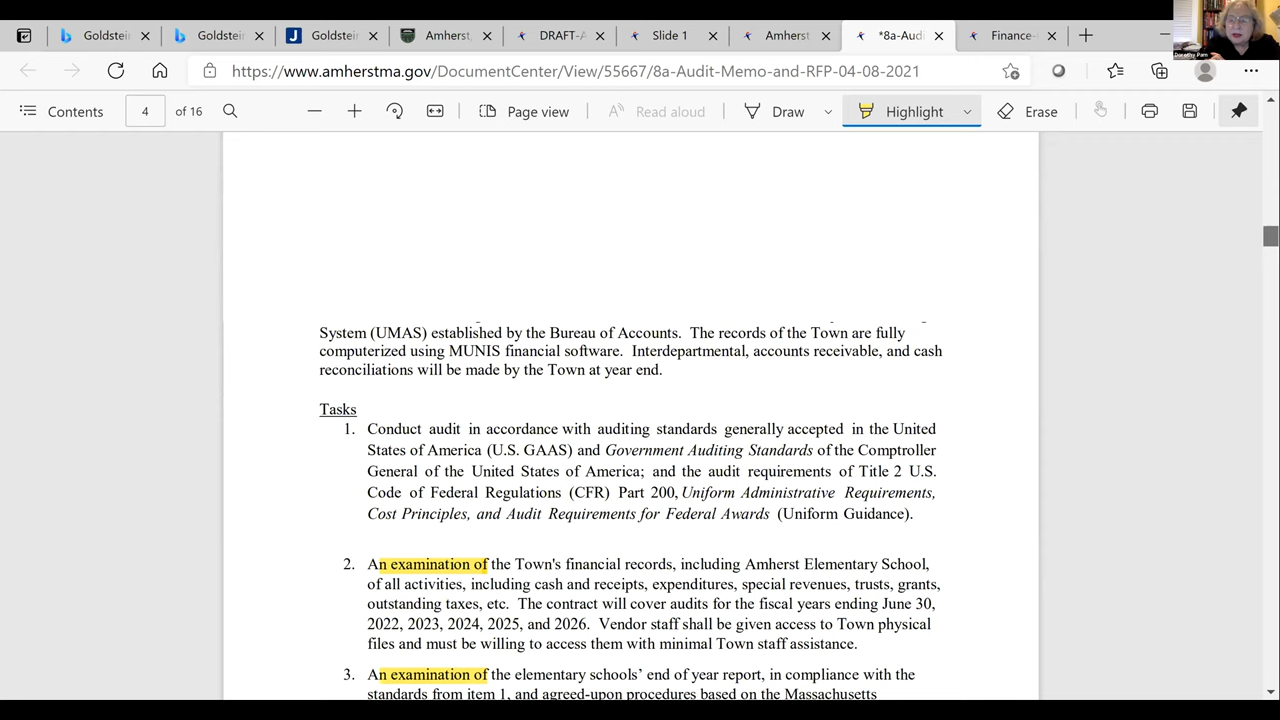 Goldstein
Goldstein
Goldstein
Amherst,
DRAFT-A
Slide 1
Amherst
*8a-Audi
Finance-
Dorothy Pam
https://www.amherstma.gov/DocumentCenter/View/55667/8a-Audit-Memo-and-RFP-04-08-2021
Contents
4
of 16
Page view
Read aloud
Draw
Highlight
Erase
System (UMAS) established by the Bureau of Accounts. The records of the Town are fully
computerized using MUNIS financial software. Interdepartmental, accounts receivable, and cash
reconciliations will be made by the Town at year end.
Tasks
1. Conduct audit in accordance with auditing standards generally accepted in the United
States of America (U.S. GAAS) and Government Auditing Standards of the Comptroller
General of the United States of America; and the audit requirements of Title 2 U.S.
Code of Federal Regulations (CFR) Part 200, Uniform Administrative Requirements,
Cost Principles, and Audit Requirements for Federal Awards (Uniform Guidance).
2. An examination of the Town's financial records, including Amherst Elementary School,
of all activities, including cash and receipts, expenditures, special revenues, trusts, grants,
outstanding taxes, etc. The contract will cover audits for the fiscal years ending June 30,
2022, 2023, 2024, 2025, and 2026. Vendor staff shall be given access to Town physical
files and must be willing to access them with minimal Town staff assistance.
3. An examination of the elementary schools’ end of year report, in compliance with the
standards from item 1, and agreed-upon procedures based on the Massachusetts